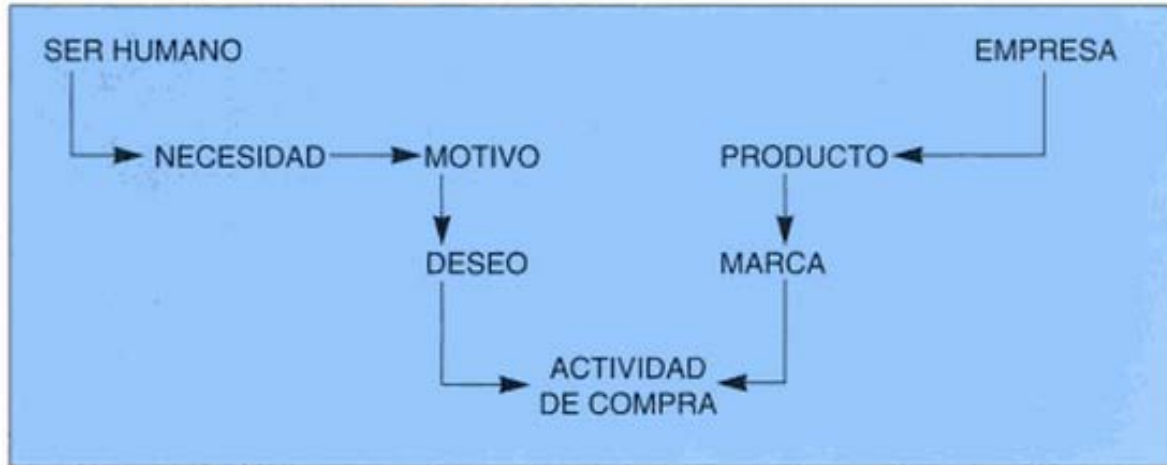 SER HUMANO
EMPRESA
NECESIDAD
MOTIVO
PRODUCTO
DESEO
MARCA
ACTIVIDAD
DE COMPRA